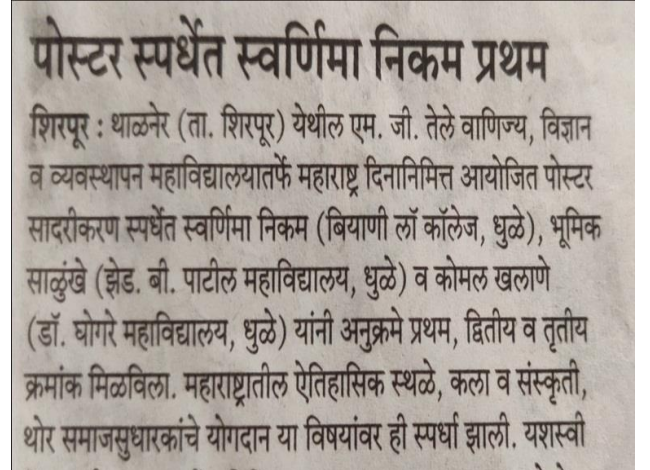 पोस्टर स्पर्धेत स्वर्णिमा निकम प्रथम
शिरपूर : थाळनेर (ता. शिरपूर) येथील एम. जी. तेले वाणिज्य, विज्ञान
व व्यवस्थापन महाविद्यालयातर्फे महाराष्ट्र दिनानिमित्त आयोजित पोस्टर
सादरीकरण स्पर्धेत स्वर्णिमा निकम (बियाणी लॉ कॉलेज, धुळे), भूमिक
साळुंखे (झेड. बी. पाटील महाविद्यालय, धुळे) व कोमल खलाणे
(डॉ. घोगरे महाविद्यालय, धुळे) यांनी अनुक्रमे प्रथम, द्वितीय व तृतीय
क्रमांक मिळविला. महाराष्ट्रातील ऐतिहासिक स्थळे, कला व संस्कृती,
थोर समाजसुधारकांचे योगदान या विषयांवर ही स्पर्धा झाली. यशस्वी